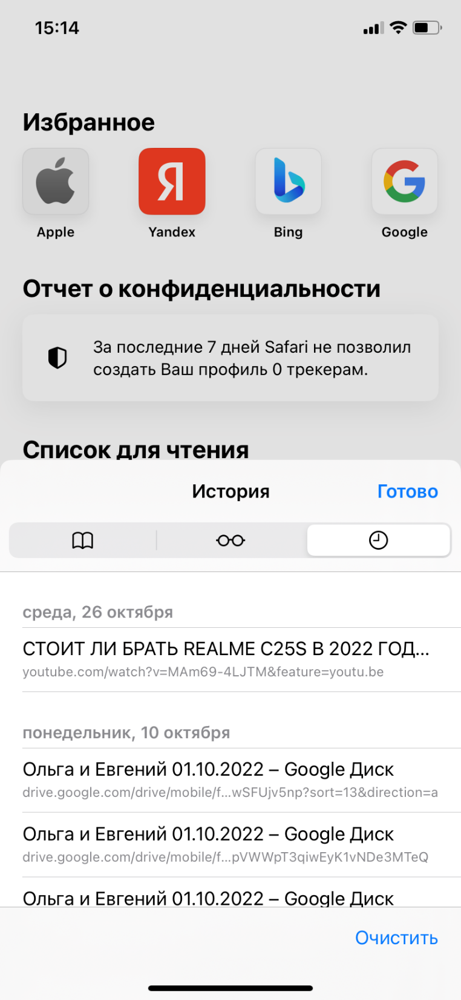 15:14
Избранное
Apple
Yandex
Bing
Google
Отчет о конфиденциальности
За последние 7 дней Safari не позволил
создать Ваш профиль 0 трекерам.
Список для чтения
История
Готово
среда, 26 октября
СТОИТ ЛИ БРАТЬ REALME C25S В 2022 ГОД...
youtube.com/watch?v=MAm69-4LJTM&feature=youtu.be
понедельник, 10 октября
Ольга и Евгений 01.10.2022 – Google Диск
drive.google.com/drive/mobile/f...wSFUjv5np?sort=13&direction=a
Ольга и Евгений 01.10.2022 – Google Диск
drive.google.com/drive/mobile/f...pVWWpT3qiwEyK1vNDe3MTeQ
Ольга и Евгений 01.10.2022 – Google Диск
Очистить